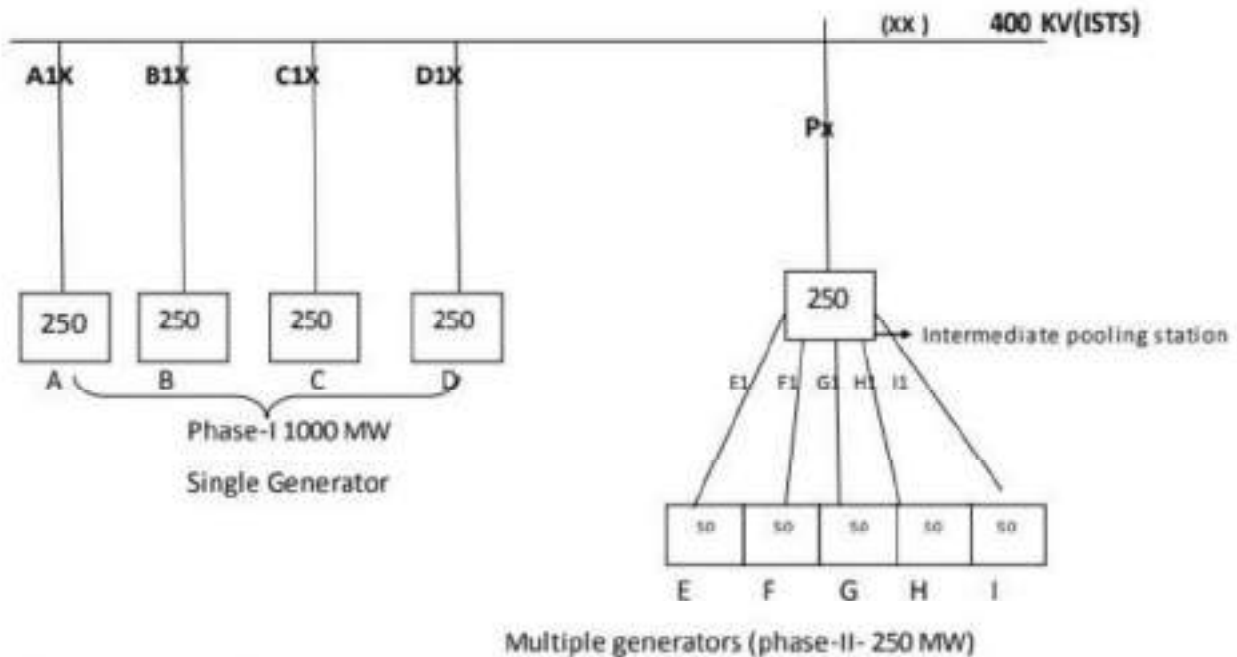 (XX ) 400 KV(ISTS)
A1X B1X C1X D1X
Px
250 250 250 250 250
Intermediate pooling station
A B C D
E1 F1 G1 H1 I1
Phase-I 1000 MW
Single Generator
50 50 50 50 50
E F G H I
Multiple generators (phase-II- 250 MW)